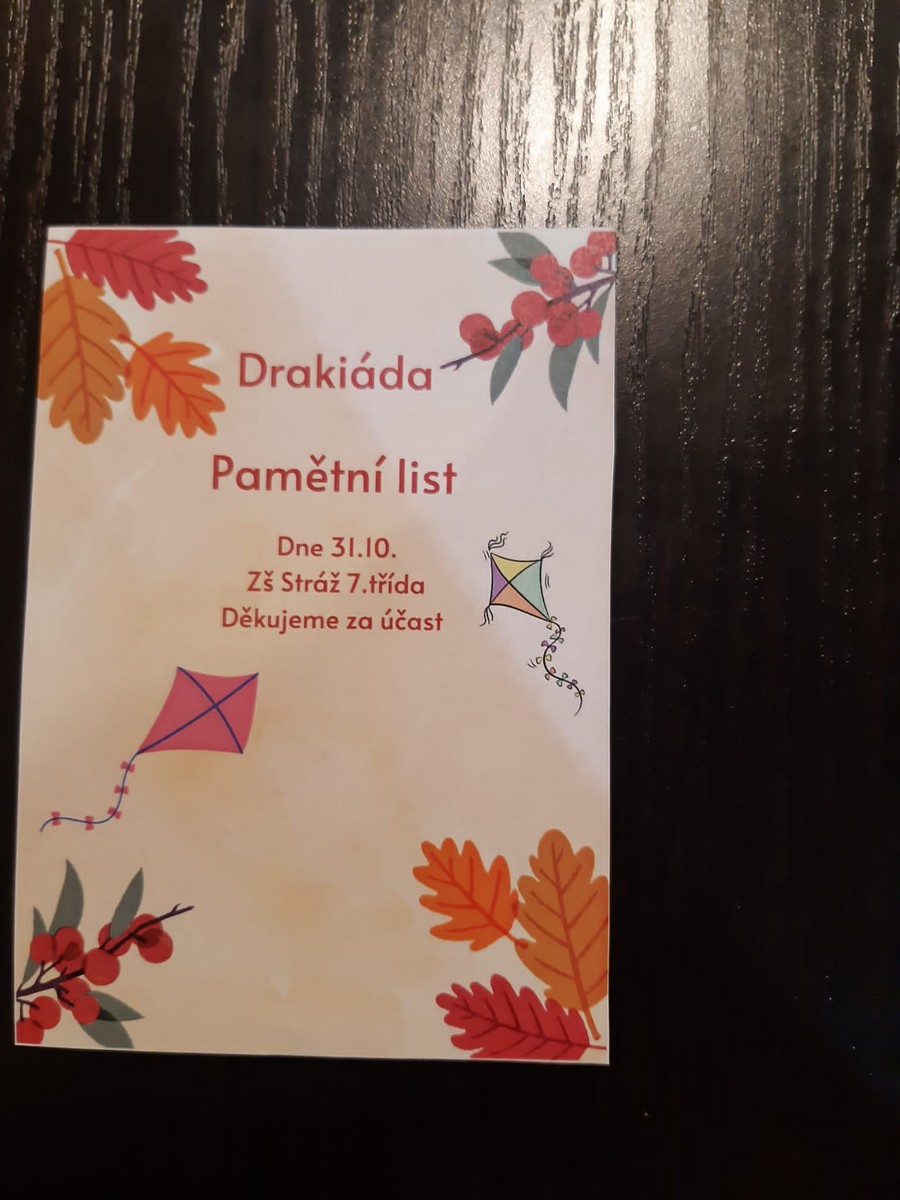 Drakiáda
Pamětní list
Dne 31.10.
Zš Stráž 7.třída
Děkujeme za účast